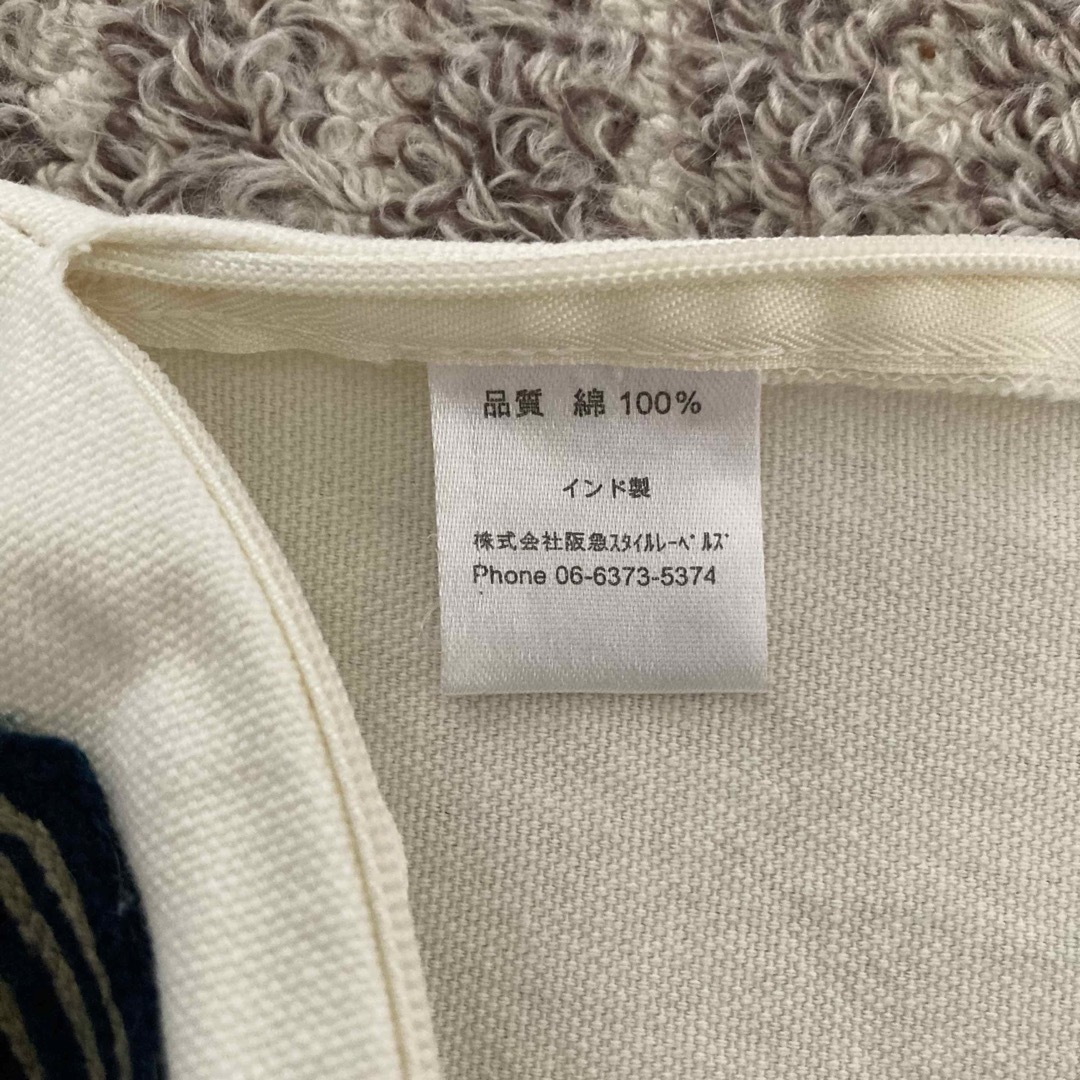 品質 綿 100%
インド製
株式会社阪急ｽﾀｲﾙﾚｰﾍﾞﾙｽﾞ
Phone 06-6373-5374